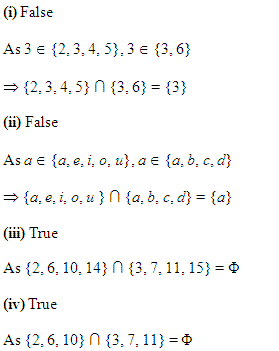 (i) False
As 3 ∈ {2, 3, 4, 5}, 3 ∈ {3, 6}
⇒ {2, 3, 4, 5} ∩ {3, 6} = {3}
(ii) False
As a ∈ {a, e, i, o, u}, a ∈ {a, b, c, d}
⇒ {a, e, i, o, u } ∩ {a, b, c, d} = {a}
(iii) True
As {2, 6, 10, 14} ∩ {3, 7, 11, 15} = Φ
(iv) True
As {2, 6, 10} ∩ {3, 7, 11} = Φ